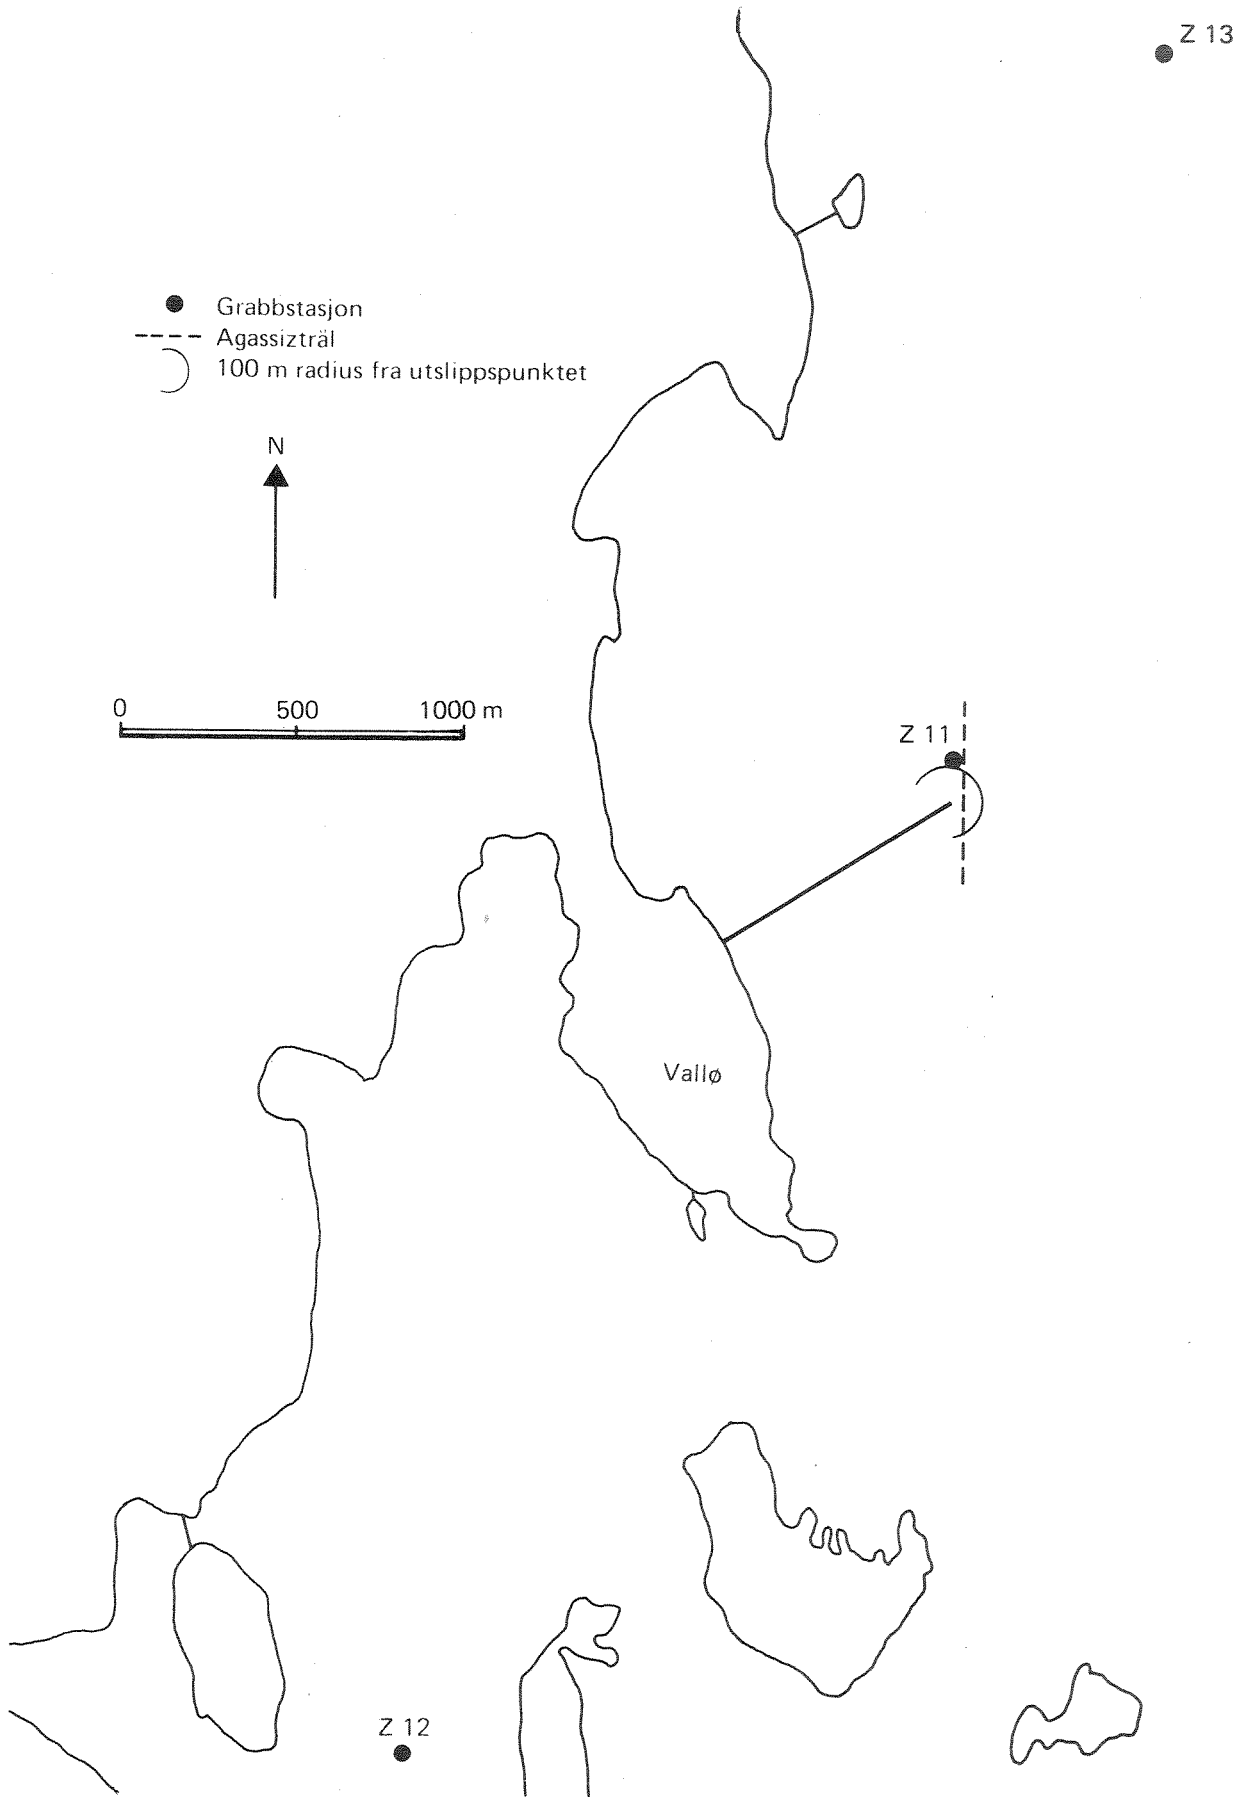 Z 13
Grabbstasjon
Agassizträl
100 m radius fra utslippspunktet
N
0 500 1000 m
Z 11
Vallø
Z 12